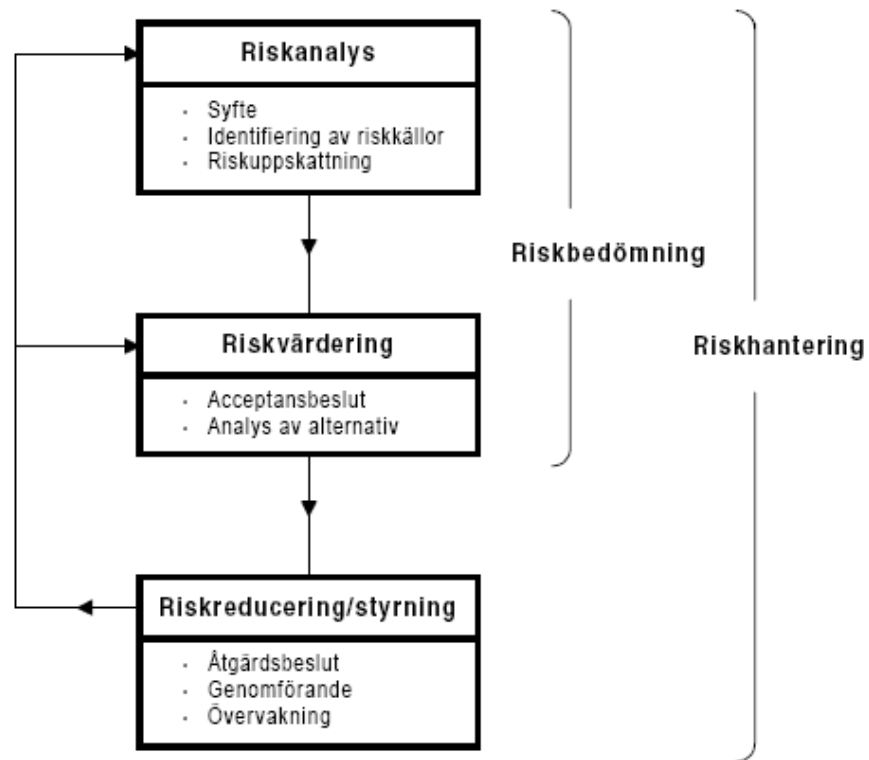 Riskanalys
· Syfte
· Identifiering av riskkällor
· Riskuppskattning
Riskbedömning
Riskvärdering
Riskhantering
· Acceptansbeslut
· Analys av alternativ
Riskreducering/styrning
· Åtgärdsbeslut
· Genomförande
· Övervakning